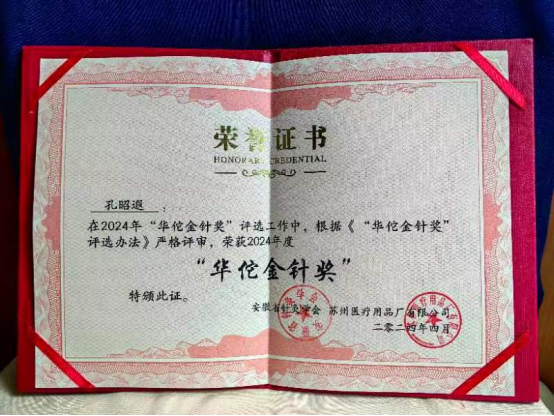 荣誉证书
HONORARY CREDENTIAL
孔昭遐：
在2024年“华佗金针奖”评选工作中，根据《“华佗金针奖”
评选办法》严格评审，荣获2024年度
“华佗金针奖”
特颁此证。
安徽省针灸学会 苏州医疗用品厂有限公司
二〇二四年四月